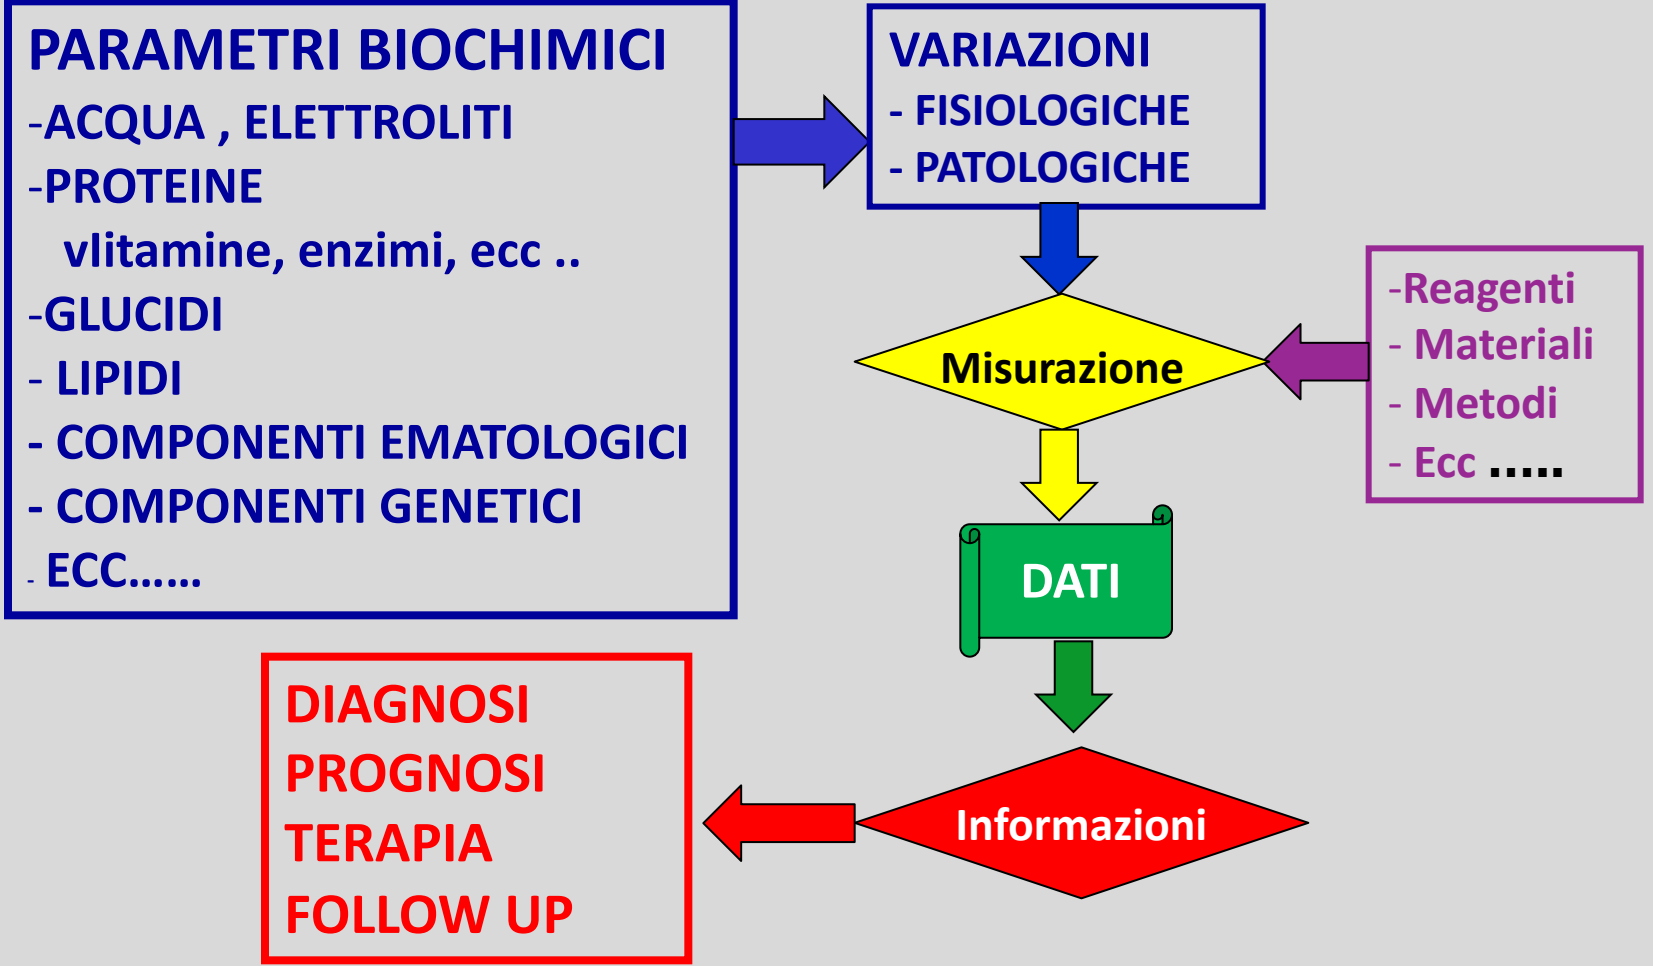 PARAMETRI BIOCHIMICI
-ACQUA , ELETTROLITI
-PROTEINE
vlitamine, enzimi, ecc ..
-GLUCIDI
- LIPIDI
- COMPONENTI EMATOLOGICI
- COMPONENTI GENETICI
- ECC……
VARIAZIONI
- FISIOLOGICHE
- PATOLOGICHE
Misurazione
-Reagenti
- Materiali
- Metodi
- Ecc .....
DATI
Informazioni
DIAGNOSI
PROGNOSI
TERAPIA
FOLLOW UP